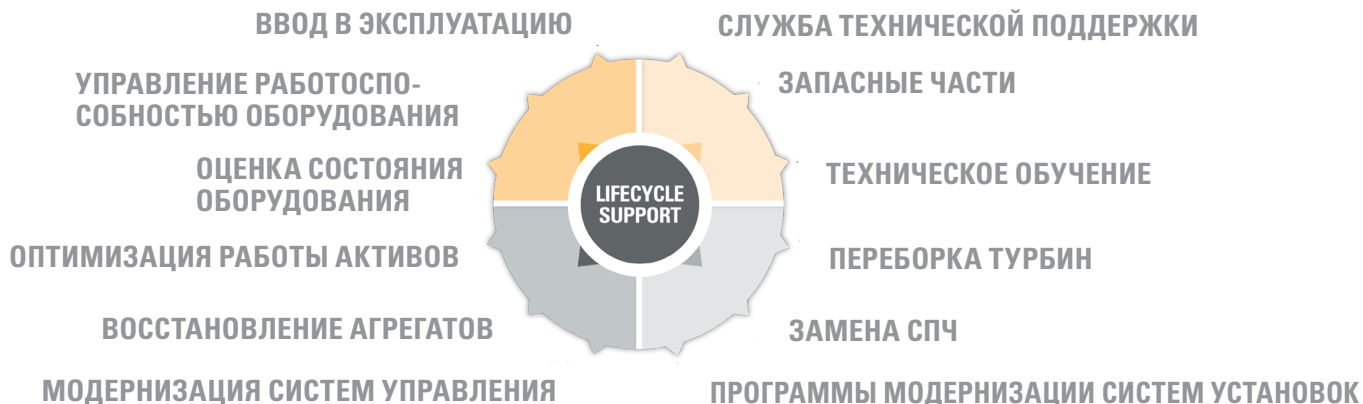 ВВОД В ЭКСПЛУАТАЦИЮ
СЛУЖБА ТЕХНИЧЕСКОЙ ПОДДЕРЖКИ
УПРАВЛЕНИЕ РАБОТОСПО-
СОБНОСТЬЮ ОБОРУДОВАНИЯ
ЗАПАСНЫЕ ЧАСТИ
ОЦЕНКА СОСТОЯНИЯ
ОБОРУДОВАНИЯ
ТЕХНИЧЕСКОЕ ОБУЧЕНИЕ
LIFECYCLE
SUPPORT
ОПТИМИЗАЦИЯ РАБОТЫ АКТИВОВ
ПЕРЕБОРКА ТУРБИН
ВОССТАНОВЛЕНИЕ АГРЕГАТОВ
ЗАМЕНА СПЧ
МОДЕРНИЗАЦИЯ СИСТЕМ УПРАВЛЕНИЯ
ПРОГРАММЫ МОДЕРНИЗАЦИИ СИСТЕМ УСТАНОВОК